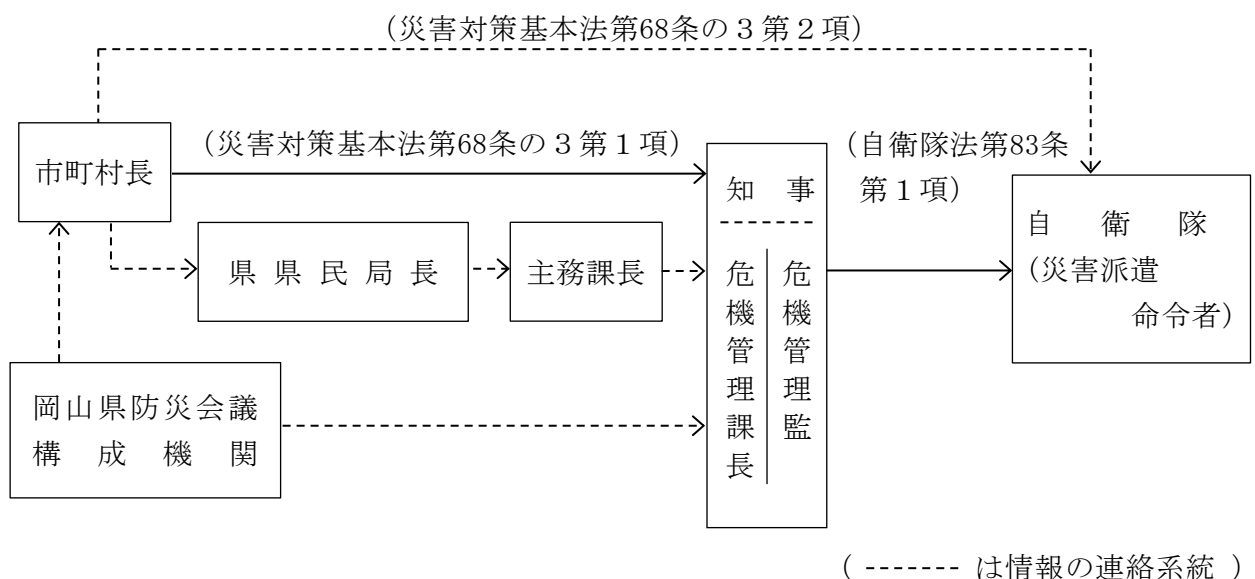 (災害対策基本法第68条の３第２項)
市町村長
(災害対策基本法第68条の３第１項)
知　事
危機管理課長
危機管理監
(自衛隊法第83条
第１項)
自　衛　隊
(災害派遣
命令者)
県県民局長
主務課長
岡山県防災会議
構成機関
( ------- は情報の連絡系統 )